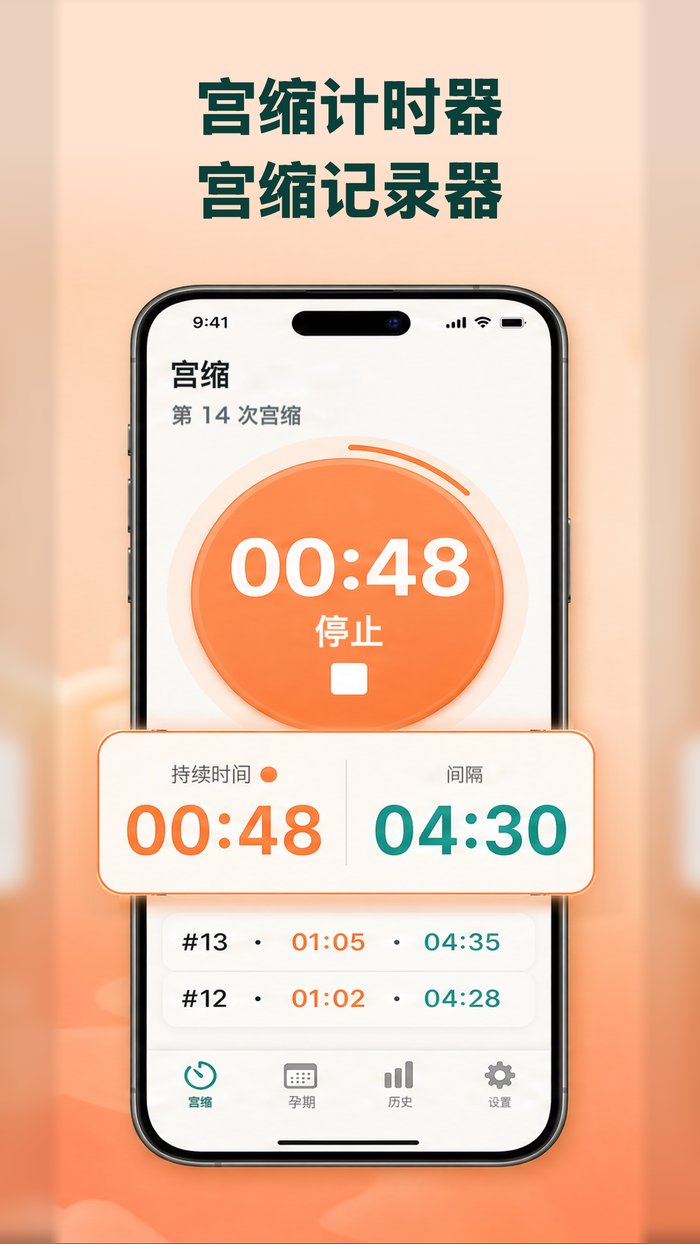 宫缩计时器
宫缩记录器
9:41
宫缩
第 14 次宫缩
00:48
停止
持续时间 间隔
00:48 04:30
#13 · 01:05 · 04:35
#12 · 01:02 · 04:28
宫缩 孕期 历史 设置